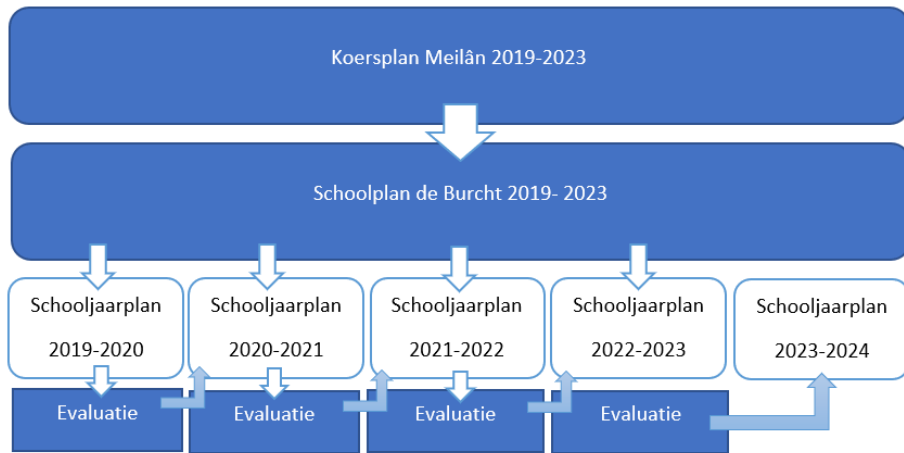 Koersplan Meilân 2019-2023
Schoolplan de Burcht 2019- 2023
Schooljaarplan
2019-2020
Schooljaarplan
2020-2021
Schooljaarplan
2021-2022
Schooljaarplan
2022-2023
Schooljaarplan
2023-2024
Evaluatie
Evaluatie
Evaluatie
Evaluatie